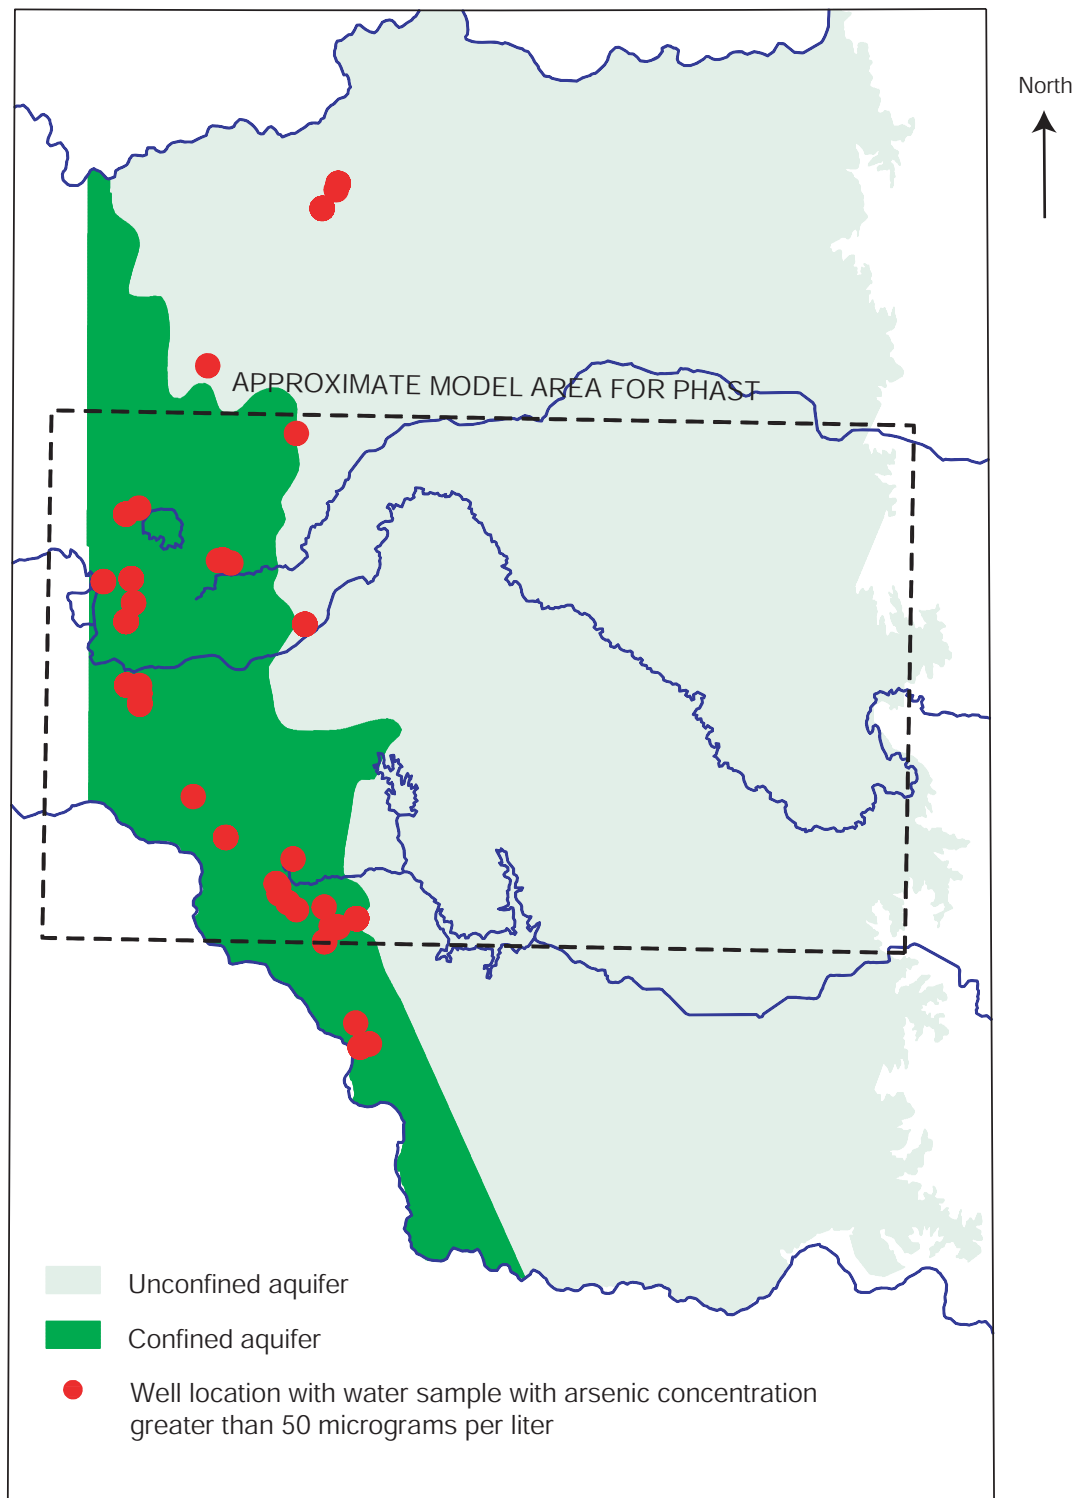 North
APPROXIMATE MODEL AREA FOR PHAST
Unconfined aquifer
Confined aquifer
Well location with water sample with arsenic concentration
greater than 50 micrograms per liter